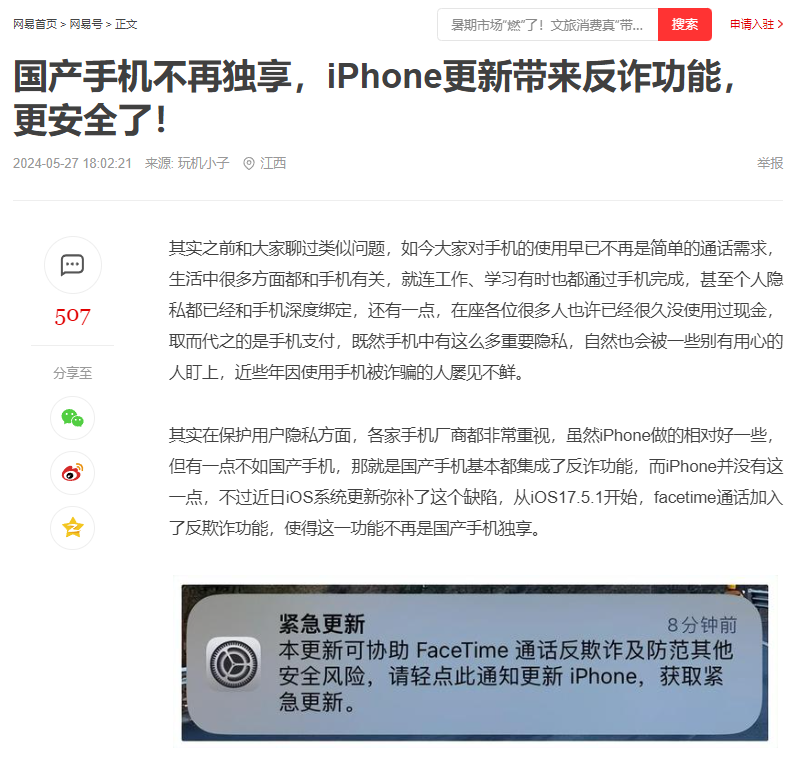 网易首页 > 网易号 > 正文
暑期市场“燃”了！文旅消费真“带...
搜索
申请入驻
国产手机不再独享，iPhone更新带来反诈功能，
更安全了！
2024-05-27 18:02:21 来源: 玩机小子 江西
举报
507
分享至
其实之前和大家聊过类似问题，如今大家对手机的使用早已不再是简单的通话需求，
生活中很多方面都和手机有关，就连工作、学习有时也都通过手机完成，甚至个人隐
私都已经和手机深度绑定，还有一点，在座各位很多人也许已经很久没使用过现金，
取而代之的是手机支付，既然手机中有这么多重要隐私，自然也会被一些别有用心的
人盯上，近些年因使用手机被诈骗的人屡见不鲜。
其实在保护用户隐私方面，各家手机厂商都非常重视，虽然iPhone做的相对好一些，
但有一点不如国产手机，那就是国产手机基本都集成了反诈功能，而iPhone并没有这
一点，不过近日iOS系统更新弥补了这个缺陷，从iOS17.5.1开始，facetime通话加入
了反欺诈功能，使得这一功能不再是国产手机独享。
紧急更新
8分钟前
本更新可协助 FaceTime 通话反欺诈及防范其他
安全风险，请轻点此通知更新 iPhone，获取紧
急更新。